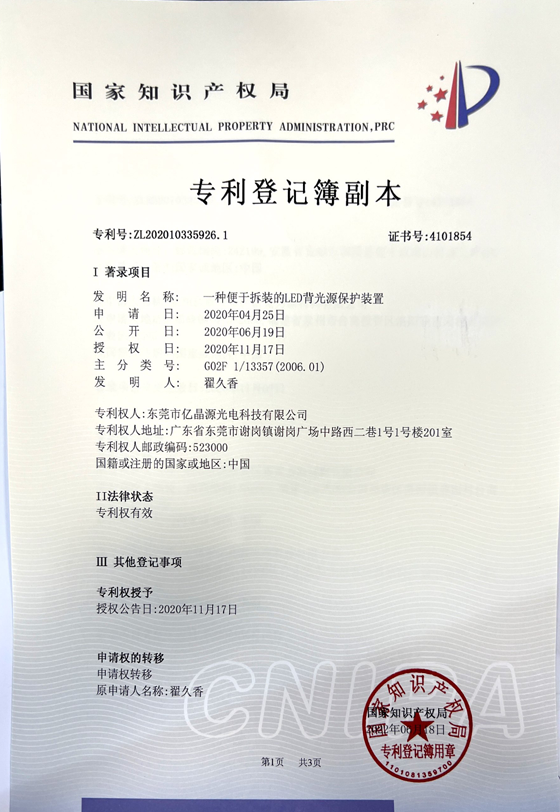 国家知识产权局
NATIONAL INTELLECTUAL PROPERTY ADMINISTRATION,PRC
专利登记簿副本
专利号:ZL202010335926.1 证书号:4101854
I 著录项目
发明名称: 一种便于拆装的LED背光源保护装置
申请日: 2020年04月25日
公开日: 2020年06月19日
授权日: 2020年11月17日
主分类号: G02F 1/13357(2006.01)
发明人: 翟久香
专利权人:东莞市亿晶源光电科技有限公司
专利权人地址:广东省东莞市谢岗镇谢岗广场中路西二巷1号1号楼201室
专利权人邮政编码:523000
国籍或注册的国家或地区:中国
II法律状态
专利权有效
III 其他登记事项
专利权授予
授权公告日:2020年11月17日
申请权的转移
申请权转移
原申请人名称:翟久香
CNIPA
国家知识产权局
国家知识产权局
专利登记簿用章
1101081359700
第1页 共3页